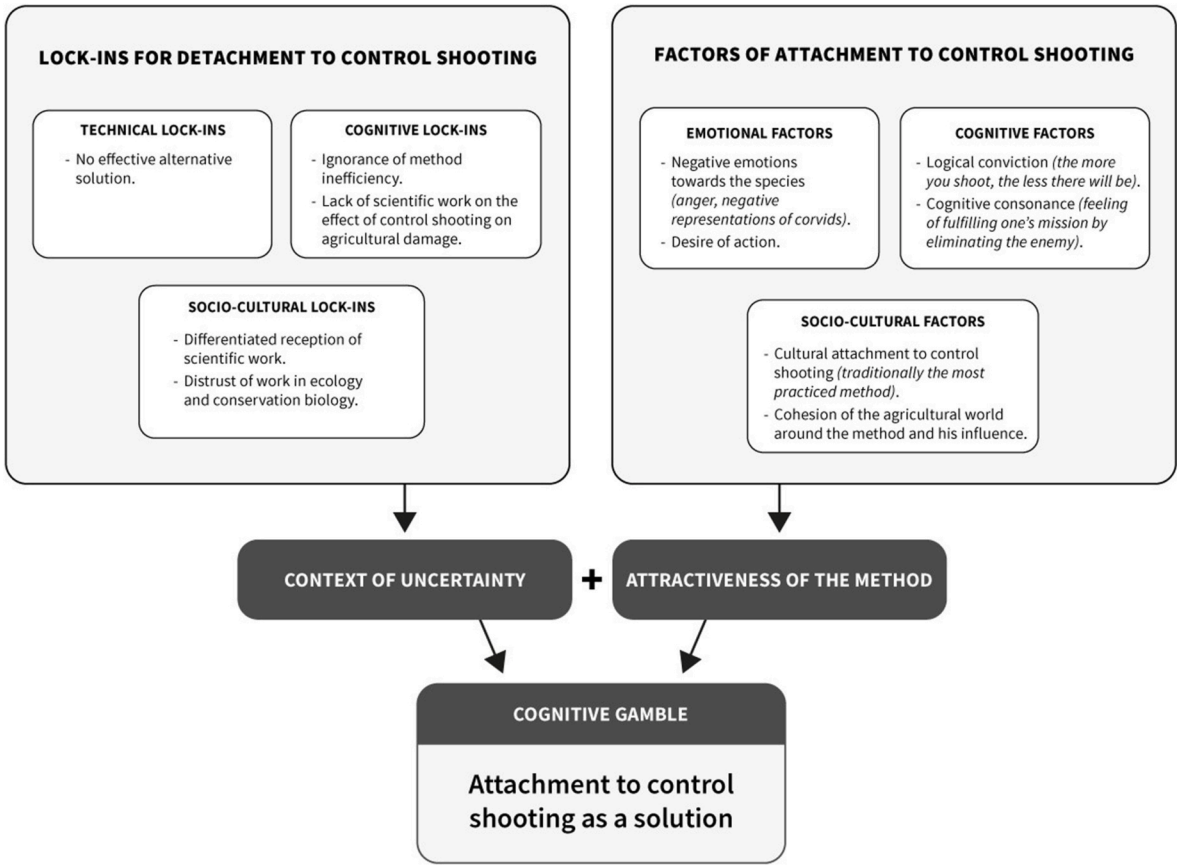 LOCK-INS FOR DETACHMENT TO CONTROL SHOOTING
TECHNICAL LOCK-INS
- No effective alternative
solution.
COGNITIVE LOCK-INS
- Ignorance of method
inefficiency.
- Lack of scientific work on the
effect of control shooting on
agricultural damage.
SOCIO-CULTURAL LOCK-INS
- Differentiated reception of
scientific work.
- Distrust of work in ecology
and conservation biology.
FACTORS OF ATTACHMENT TO CONTROL SHOOTING
EMOTIONAL FACTORS
- Negative emotions
towards the species
(anger, negative
representations of corvids).
- Desire of action.
COGNITIVE FACTORS
- Logical conviction (the more
you shoot, the less there will be).
- Cognitive consonance (feeling
of fulfilling one's mission by
eliminating the enemy).
SOCIO-CULTURAL FACTORS
- Cultural attachment to control
shooting (traditionally the most
practiced method).
- Cohesion of the agricultural world
around the method and his influence.
CONTEXT OF UNCERTAINTY
+
ATTRACTIVENESS OF THE METHOD
COGNITIVE GAMBLE
Attachment to control
shooting as a solution